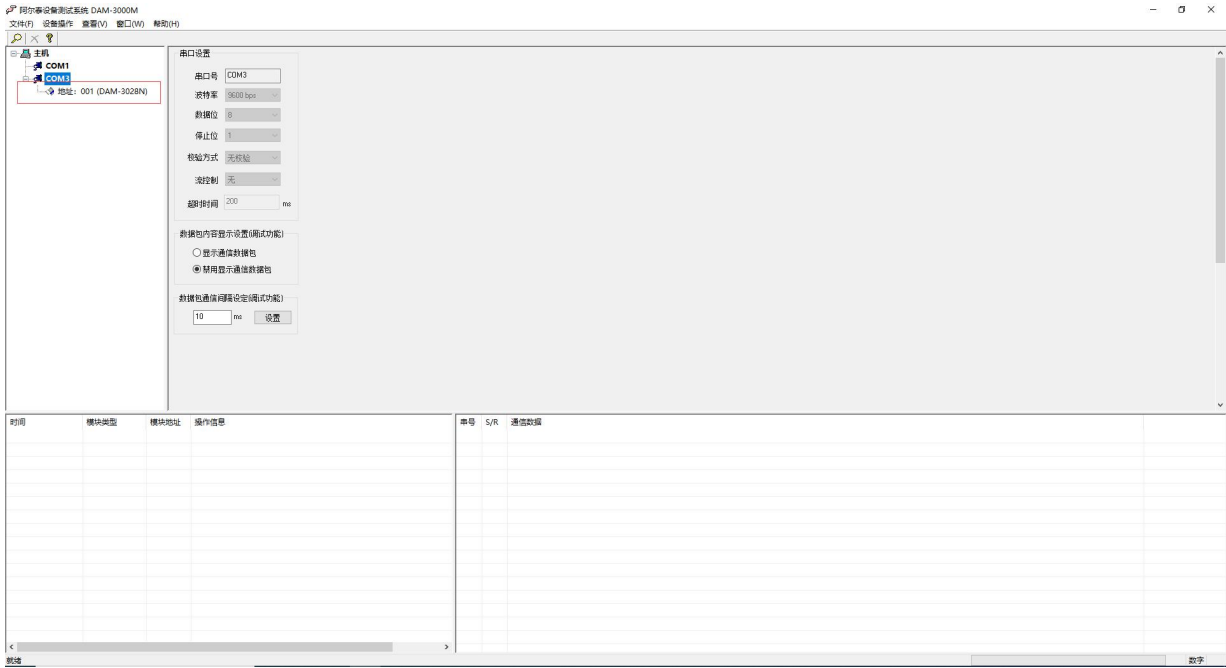 阿尔泰设备测试系统 DAM-3000M
文件(F) 设备操作 查看(V) 窗口(W) 帮助(H)
主机
COM1
COM3
地址：001 (DAM-3028N)
串口设置
串口号 COM3
波特率 9600 bps
数据位 8
停止位 1
校验方式 无校验
流控制 无
超时时间 200 ms
数据包内容显示设置(调试功能)
显示通信数据包
禁用显示通信数据包
数据包通信间隔设定(调试功能)
10 ms 设置
时间 模块类型 模块地址 操作信息
串号 S/R 通信数据
就绪 数字